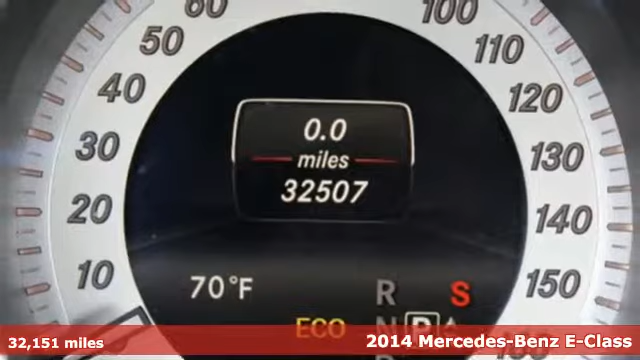 60
100
50
110
40
120
0.0
30
miles
130
32507
20
140
10
70°F
R
S
150
ECO
N
P
32,151 miles
2014 Mercedes-Benz E-Class